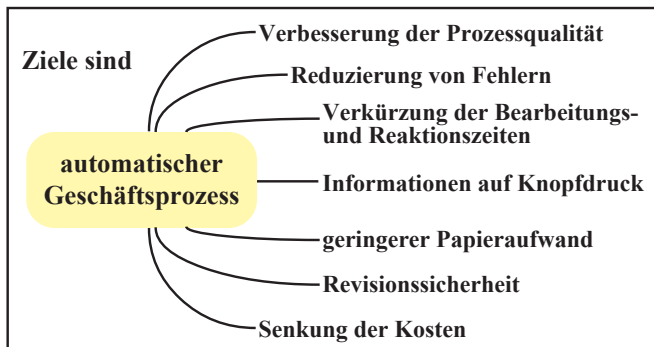 Ziele sind
automatischer
Geschäftsprozess
Verbesserung der Prozessqualität
Reduzierung von Fehlern
Verkürzung der Bearbeitungs-
und Reaktionszeiten
Informationen auf Knopfdruck
geringerer Papieraufwand
Revisionssicherheit
Senkung der Kosten